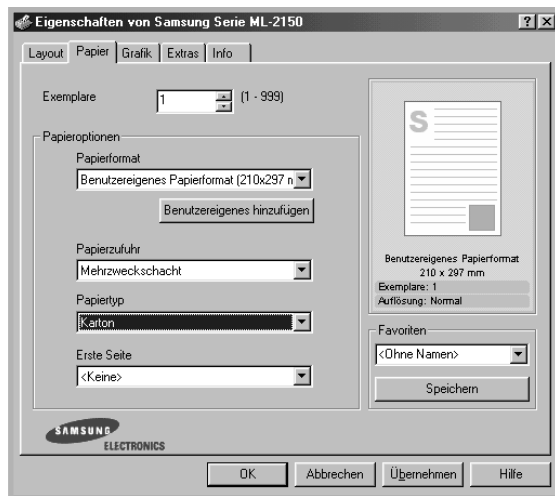 Eigenschaften von Samsung Serie ML-2150
Layout Papier Grafik Extras Info
Exemplare 1 (1 - 999)
Papieroptionen
Papierformat
Benutzereigenes Papierformat (210x297 n
Benutzereigenes hinzufügen
Papierzufuhr
Mehrzweckschacht
Papiertyp
Karton
Erste Seite
<Keine>
S
Benutzereigenes Papierformat
210 x 297 mm
Exemplare: 1
Auflösung: Normal
Favoriten
<Ohne Namen>
Speichern
SAMSUNG
ELECTRONICS
OK Abbrechen Übernehmen Hilfe